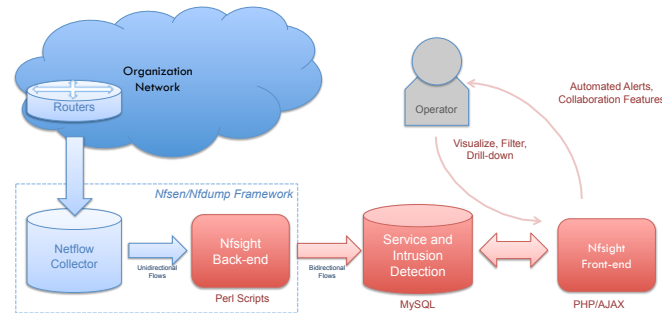 Organization
Network
Routers
Operator
Automated Alerts,
Collaboration Features
Visualize, Filter,
Drill-down
Nfsen/Nfdump Framework
Netflow
Collector
Unidirectional
Flows
Nfsight
Back-end
Perl Scripts
Bidirectional
Flows
Service and
Intrusion
Detection
MySQL
Nfsight
Front-end
PHP/AJAX